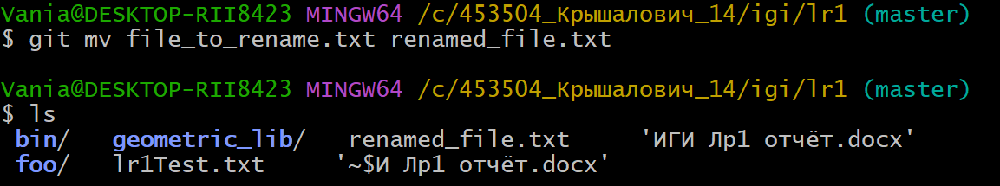 Vania@DESKTOP-RII8423 MINGW64 /c/453504_Крышалович_14/igi/lr1 (master)
$ git mv file_to_rename.txt renamed_file.txt
Vania@DESKTOP-RII8423 MINGW64 /c/453504_Крышалович_14/igi/lr1 (master)
$ ls
bin/ geometric_lib/ renamed_file.txt 'ИГИ Лр1 отчёт.docx'
foo/ lr1Test.txt '~$И Лр1 отчёт.docx'